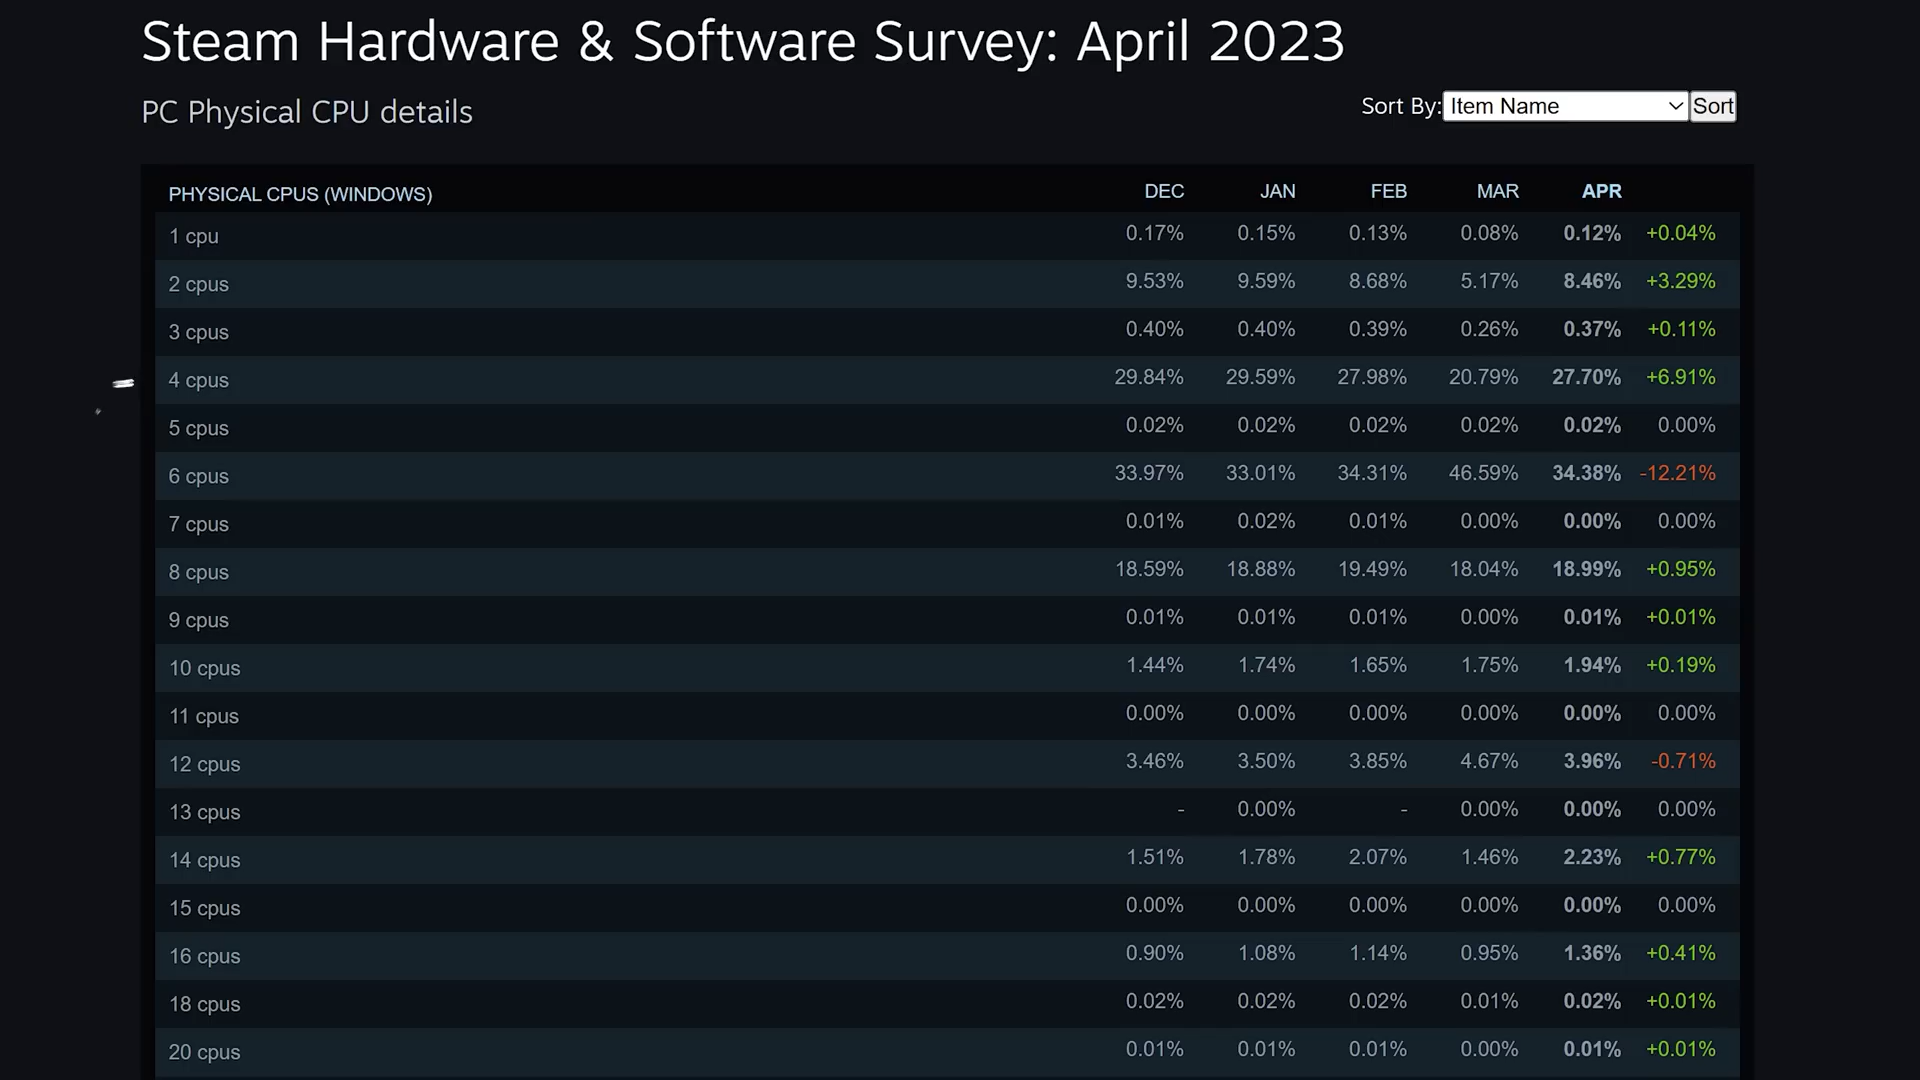 Steam Hardware & Software Survey: April 2023
PC Physical CPU details
Sort By: Item Name Sort
PHYSICAL CPUS (WINDOWS) DEC JAN FEB MAR APR
1 cpu 0.17% 0.15% 0.13% 0.08% 0.12% +0.04%
2 cpus 9.53% 9.59% 8.68% 5.17% 8.46% +3.29%
3 cpus 0.40% 0.40% 0.39% 0.26% 0.37% +0.11%
4 cpus 29.84% 29.59% 27.98% 20.79% 27.70% +6.91%
5 cpus 0.02% 0.02% 0.02% 0.02% 0.02% 0.00%
6 cpus 33.97% 33.01% 34.31% 46.59% 34.38% -12.21%
7 cpus 0.01% 0.02% 0.01% 0.00% 0.00% 0.00%
8 cpus 18.59% 18.88% 19.49% 18.04% 18.99% +0.95%
9 cpus 0.01% 0.01% 0.01% 0.00% 0.01% +0.01%
10 cpus 1.44% 1.74% 1.65% 1.75% 1.94% +0.19%
11 cpus 0.00% 0.00% 0.00% 0.00% 0.00% 0.00%
12 cpus 3.46% 3.50% 3.85% 4.67% 3.96% -0.71%
13 cpus - 0.00% - 0.00% 0.00% 0.00%
14 cpus 1.51% 1.78% 2.07% 1.46% 2.23% +0.77%
15 cpus 0.00% 0.00% 0.00% 0.00% 0.00% 0.00%
16 cpus 0.90% 1.08% 1.14% 0.95% 1.36% +0.41%
18 cpus 0.02% 0.02% 0.02% 0.01% 0.02% +0.01%
20 cpus 0.01% 0.01% 0.01% 0.00% 0.01% +0.01%